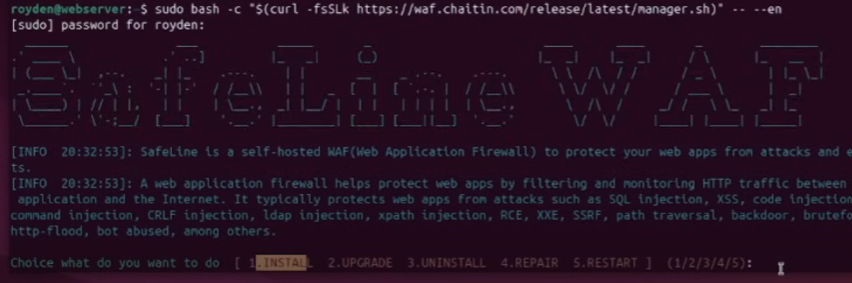 royden@webserver:~$ sudo bash -c "$(curl -fsSLk https://waf.chaitin.com/release/latest/manager.sh)" -- --en
[sudo] password for royden:
SafeLine WAF
[INFO 20:32:53]: SafeLine is a self-hosted WAF(Web Application Firewall) to protect your web apps from attacks and e
ts.
[INFO 20:32:53]: A web application firewall helps protect web apps by filtering and monitoring HTTP traffic between
application and the Internet. It typically protects web apps from attacks such as SQL injection, XSS, code injection
command injection, CRLF injection, ldap injection, xpath injection, RCE, XXE, SSRF, path traversal, backdoor, brutefo
http-flood, bot abused, among others.
Choice what do you want to do [ 1.INSTALL 2.UPGRADE 3.UNINSTALL 4.REPAIR 5.RESTART ] (1/2/3/4/5):